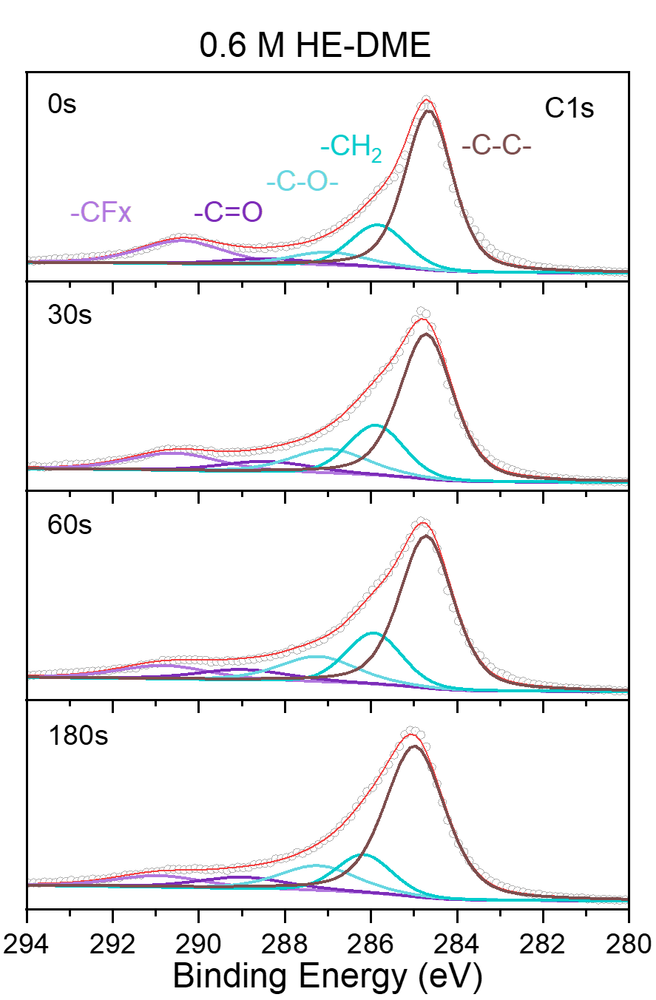 0.6 M HE-DME
0s
C1s
-CH₂
-C-C-
-C-O-
-CFx
-C=O
30s
60s
180s
294 292 290 288 286 284 282 280
Binding Energy (eV)